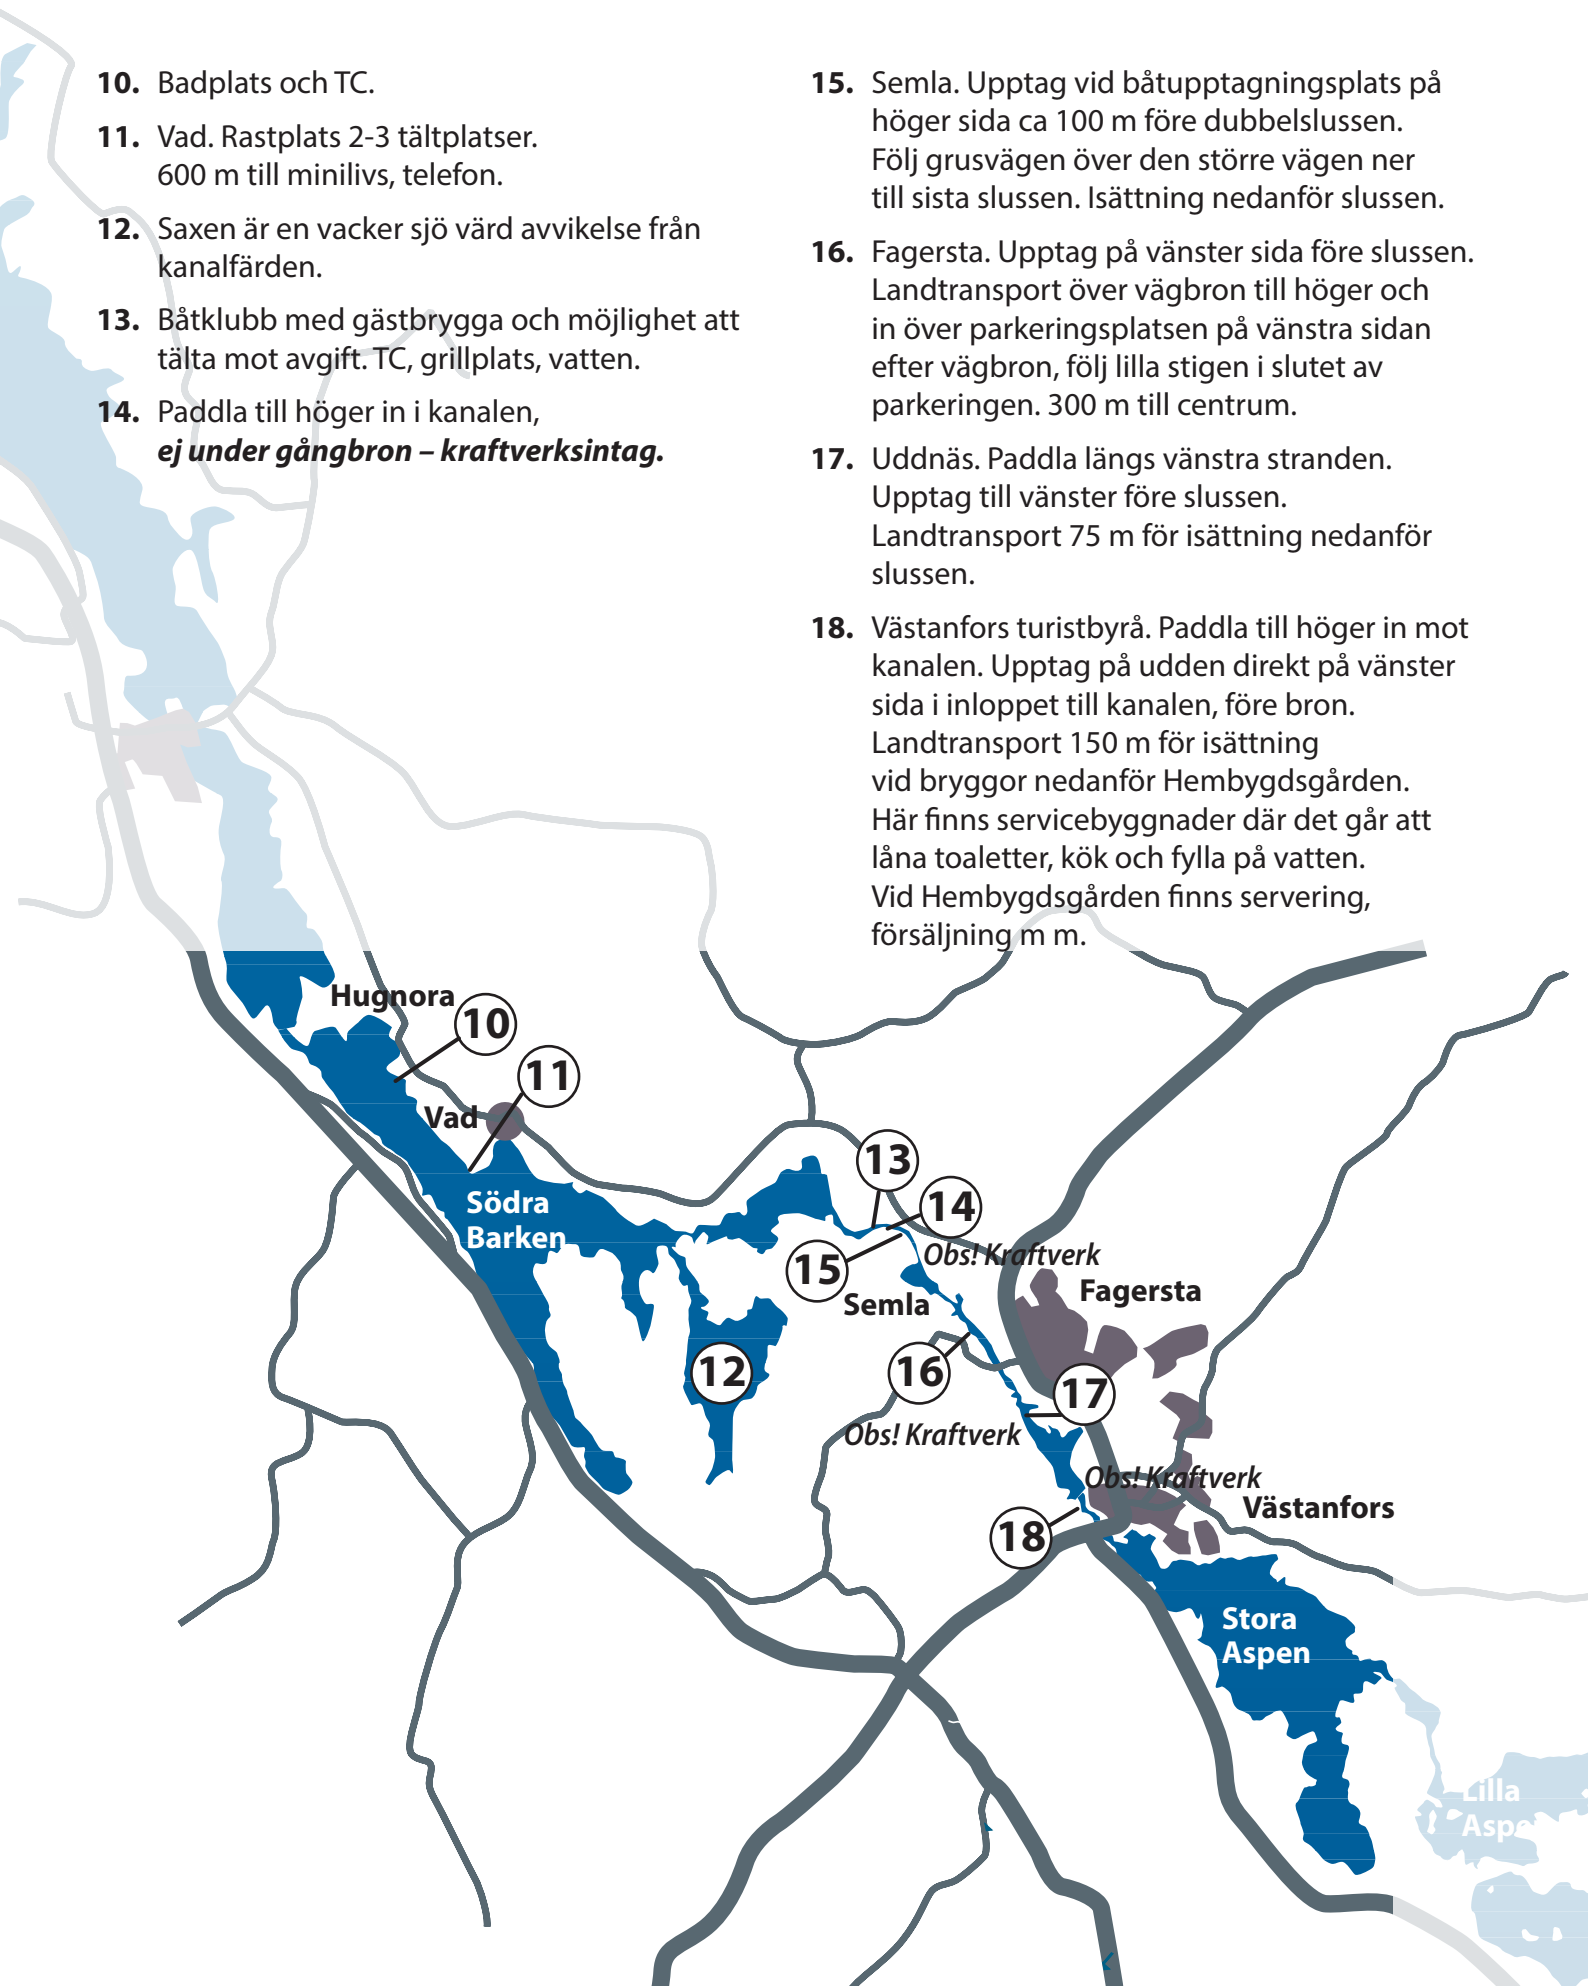 10. Badplats och TC.
11. Vad. Rastplats 2-3 tältplatser.
600 m till minilivs, telefon.
12. Saxen är en vacker sjö värd avvikelse från
kanalfärden.
13. Båtklubb med gästbrygga och möjlighet att
tälta mot avgift. TC, grillplats, vatten.
14. Paddla till höger in i kanalen,
ej under gångbron – kraftverksintag.
15. Semla. Upptag vid båtupptagningsplats på
höger sida ca 100 m före dubbelslussen.
Följ grusvägen över den större vägen ner
till sista slussen. Isättning nedanför slussen.
16. Fagersta. Upptag på vänster sida före slussen.
Landtransport över vägbron till höger och
in över parkeringsplatsen på vänstra sidan
efter vägbron, följ lilla stigen i slutet av
parkeringen. 300 m till centrum.
17. Uddnäs. Paddla längs vänstra stranden.
Upptag till vänster före slussen.
Landtransport 75 m för isättning nedanför
slussen.
18. Västanfors turistbyrå. Paddla till höger in mot
kanalen. Upptag på udden direkt på vänster
sida i inloppet till kanalen, före bron.
Landtransport 150 m för isättning
vid bryggor nedanför Hembygdsgården.
Här finns servicebyggnader där det går att
låna toaletter, kök och fylla på vatten.
Vid Hembygdsgården finns servering,
försäljning m m.
Hugnora
10
11
Vad
13
Södra
Barken
14
15
Obs! Kraftverk
Semla
Fagersta
12
16
17
Obs! Kraftverk
Obs! Kraftverk
Västanfors
18
Stora
Aspen
Lilla